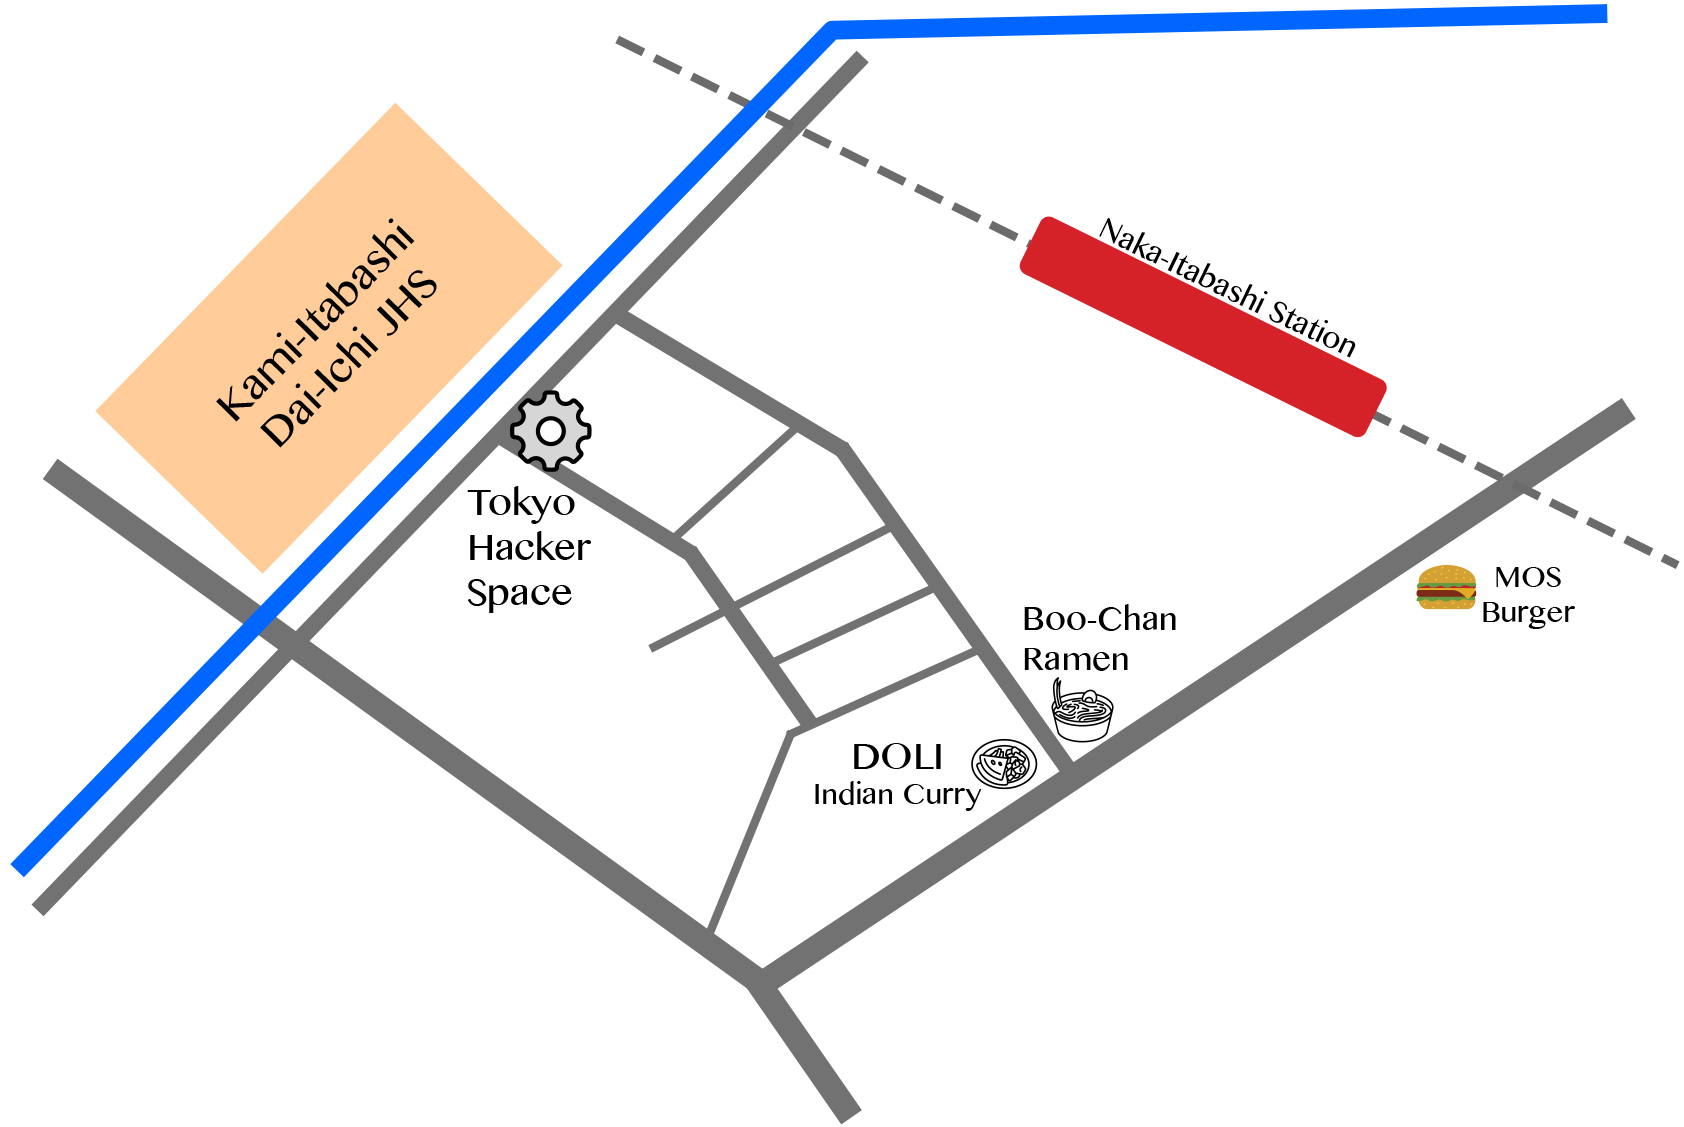 Kami-Itabashi
Dai-Ichi JHS
Naka-Itabashi Station
Tokyo
Hacker
Space
MOS
Burger
Boo-Chan
Ramen
DOLI
Indian Curry